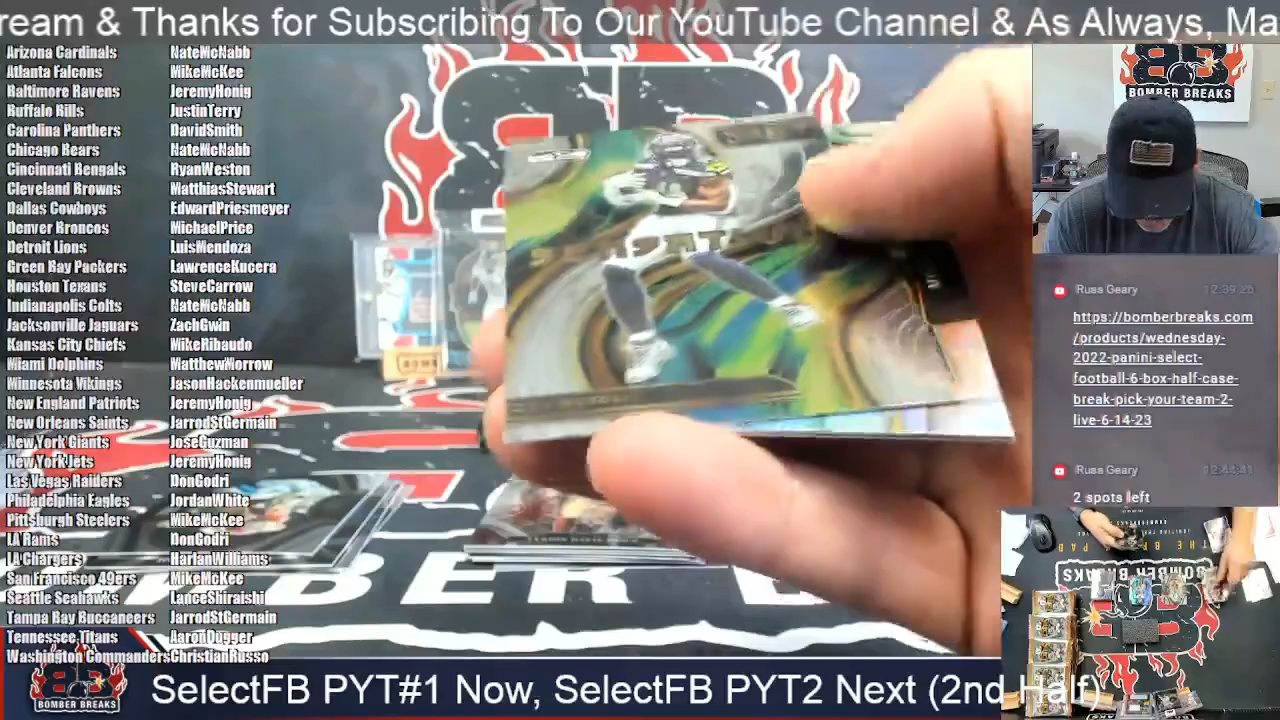 ream & Thanks for Subscribing To Our YouTube Channel & As Always, Ma
Arizona Cardinals NateMcNabb
Atlanta Falcons MikeMcKee
Baltimore Ravens JeremyHonig
Buffalo Bills JustinTerry
Carolina Panthers DavidSmith
Chicago Bears NateMcNabb
Cincinnati Bengals RyanWeston
Cleveland Browns MatthiasStewart
Dallas Cowboys EdwardPriesmeyer
Denver Broncos MichaelPrice
Detroit Lions LuisMendoza
Green Bay Packers LawrenceKucera
Houston Texans SteveCarrow
Indianapolis Colts NateMcNabb
Jacksonville Jaguars ZachGwin
Kansas City Chiefs MikeRibaudo
Miami Dolphins MatthewMorrow
Minnesota Vikings JasonHackenmueller
New England Patriots JeremyHonig
New Orleans Saints JarrodStGermain
New York Giants JoseGuzman
New York Jets JeremyHonig
Las Vegas Raiders DonGodri
Philadelphia Eagles JordanWhite
Pittsburgh Steelers MikeMcKee
LA Rams DonGodri
LA Chargers HarlanWilliams
San Francisco 49ers MikeMcKee
Seattle Seahawks LanceShiraishi
Tampa Bay Buccaneers JarrodStGermain
Tennessee Titans AaronDugger
Washington Commanders ChristianRusso
BOMBER BREAKS
Russ Geary 12:39:26
https://bomberbreaks.com
/products/wednesday-
2022-panini-select-
football-6-box-half-case-
break-pick-your-team-2-
live-6-14-23
Russ Geary 12:44:41
2 spots left
BOMBER BREAKS
BOMBER BREAKS
SelectFB PYT#1 Now, SelectFB PYT2 Next (2nd Half)